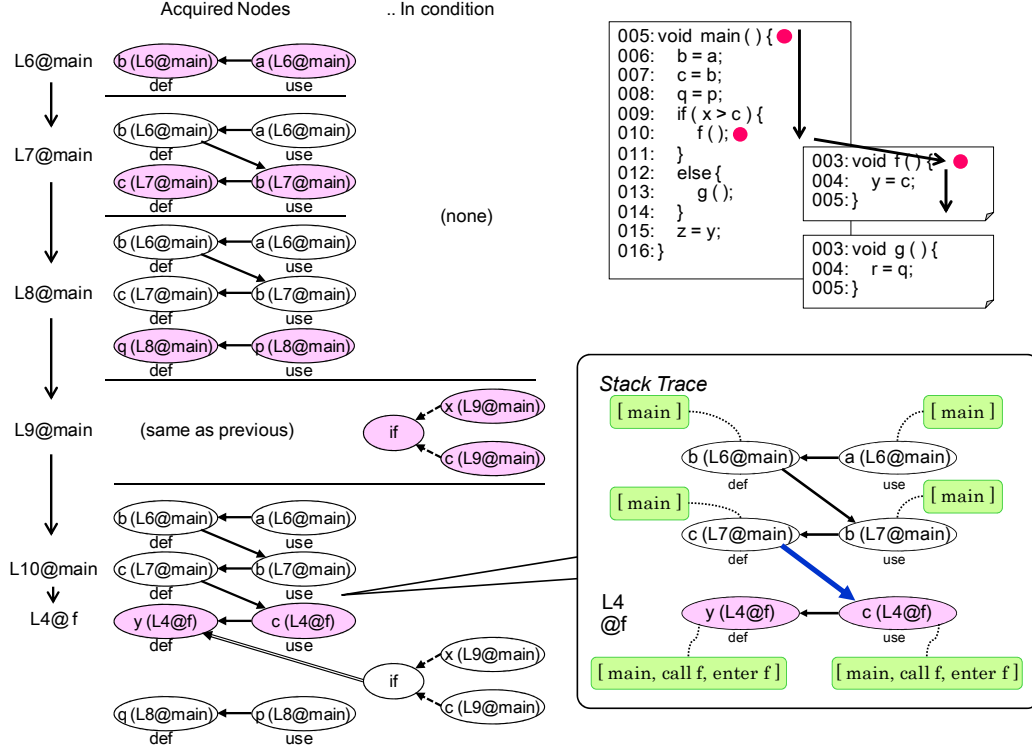 Acquired Nodes
.. In condition
L6@main
b (L6@main)
a (L6@main)
def
use
L7@main
b (L6@main)
a (L6@main)
def
use
c (L7@main)
b (L7@main)
def
use
(none)
L8@main
b (L6@main)
a (L6@main)
def
use
c (L7@main)
b (L7@main)
def
use
q (L8@main)
p (L8@main)
def
use
L9@main
(same as previous)
if
x (L9@main)
c (L9@main)
L10@main
L4@f
b (L6@main)
a (L6@main)
def
use
c (L7@main)
b (L7@main)
def
use
y (L4@f)
c (L4@f)
def
use
if
x (L9@main)
c (L9@main)
q (L8@main)
p (L8@main)
def
use
005: void main ( ) {
006: b = a;
007: c = b;
008: q = p;
009: if ( x > c ) {
010: f ( );
011: }
012: else {
013: g ( );
014: }
015: z = y;
016: }
003: void f ( ) {
004: y = c;
005: }
003: void g ( ) {
004: r = q;
005: }
Stack Trace
[ main ]
[ main ]
b (L6@main)
a (L6@main)
def
use
[ main ]
[ main ]
c (L7@main)
b (L7@main)
def
use
L4
@f
y (L4@f)
c (L4@f)
def
use
[ main, call f, enter f ]
[ main, call f, enter f ]